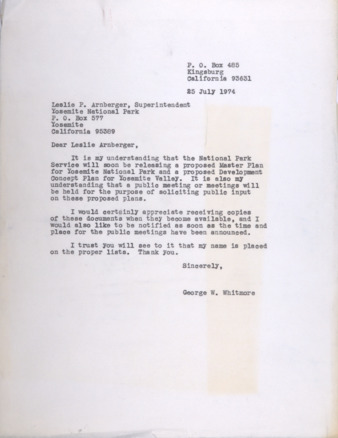 P. O. Box 485
Kingsburg
California 93631
25 July 1974
Leslie P. Arnberger, Superintendent
Yosemite National Park
P. O. Box 577
Yosemite
California 95389
Dear Leslie Arnberger,
It is my understanding that the National Park
Service will soon be releasing a proposed Master Plan
for Yosemite National Park and a proposed Development
Concept Plan for Yosemite Valley. It is also my
understanding that a public meeting or meetings will
be held for the purpose of soliciting public input
on these proposed plans.
I would certainly appreciate receiving copies
of these documents when they become available, and I
would also like to be notified as soon as the time and
place for the public meetings have been announced.
I trust you will see to it that my name is placed
on the proper lists. Thank you.
Sincerely,
George W. Whitmore